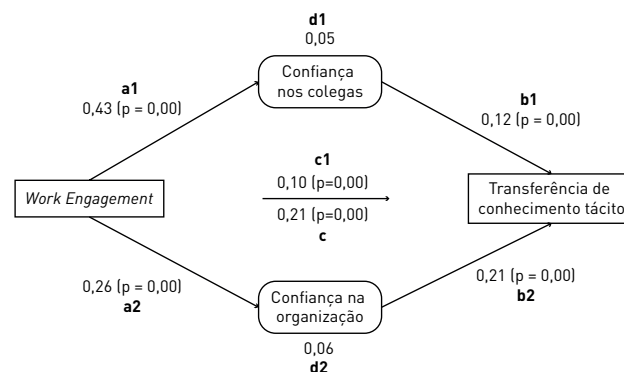 d1
0,05
Confiança
nos colegas
a1
0,43 (p = 0,00)
b1
0,12 (p = 0,00)
c1
0,10 (p=0,00)
0,21 (p=0,00)
c
Work Engagement
Transferência de
conhecimento tácito
0,26 (p = 0,00)
a2
0,21 (p = 0,00)
b2
Confiança na
organização
0,06
d2